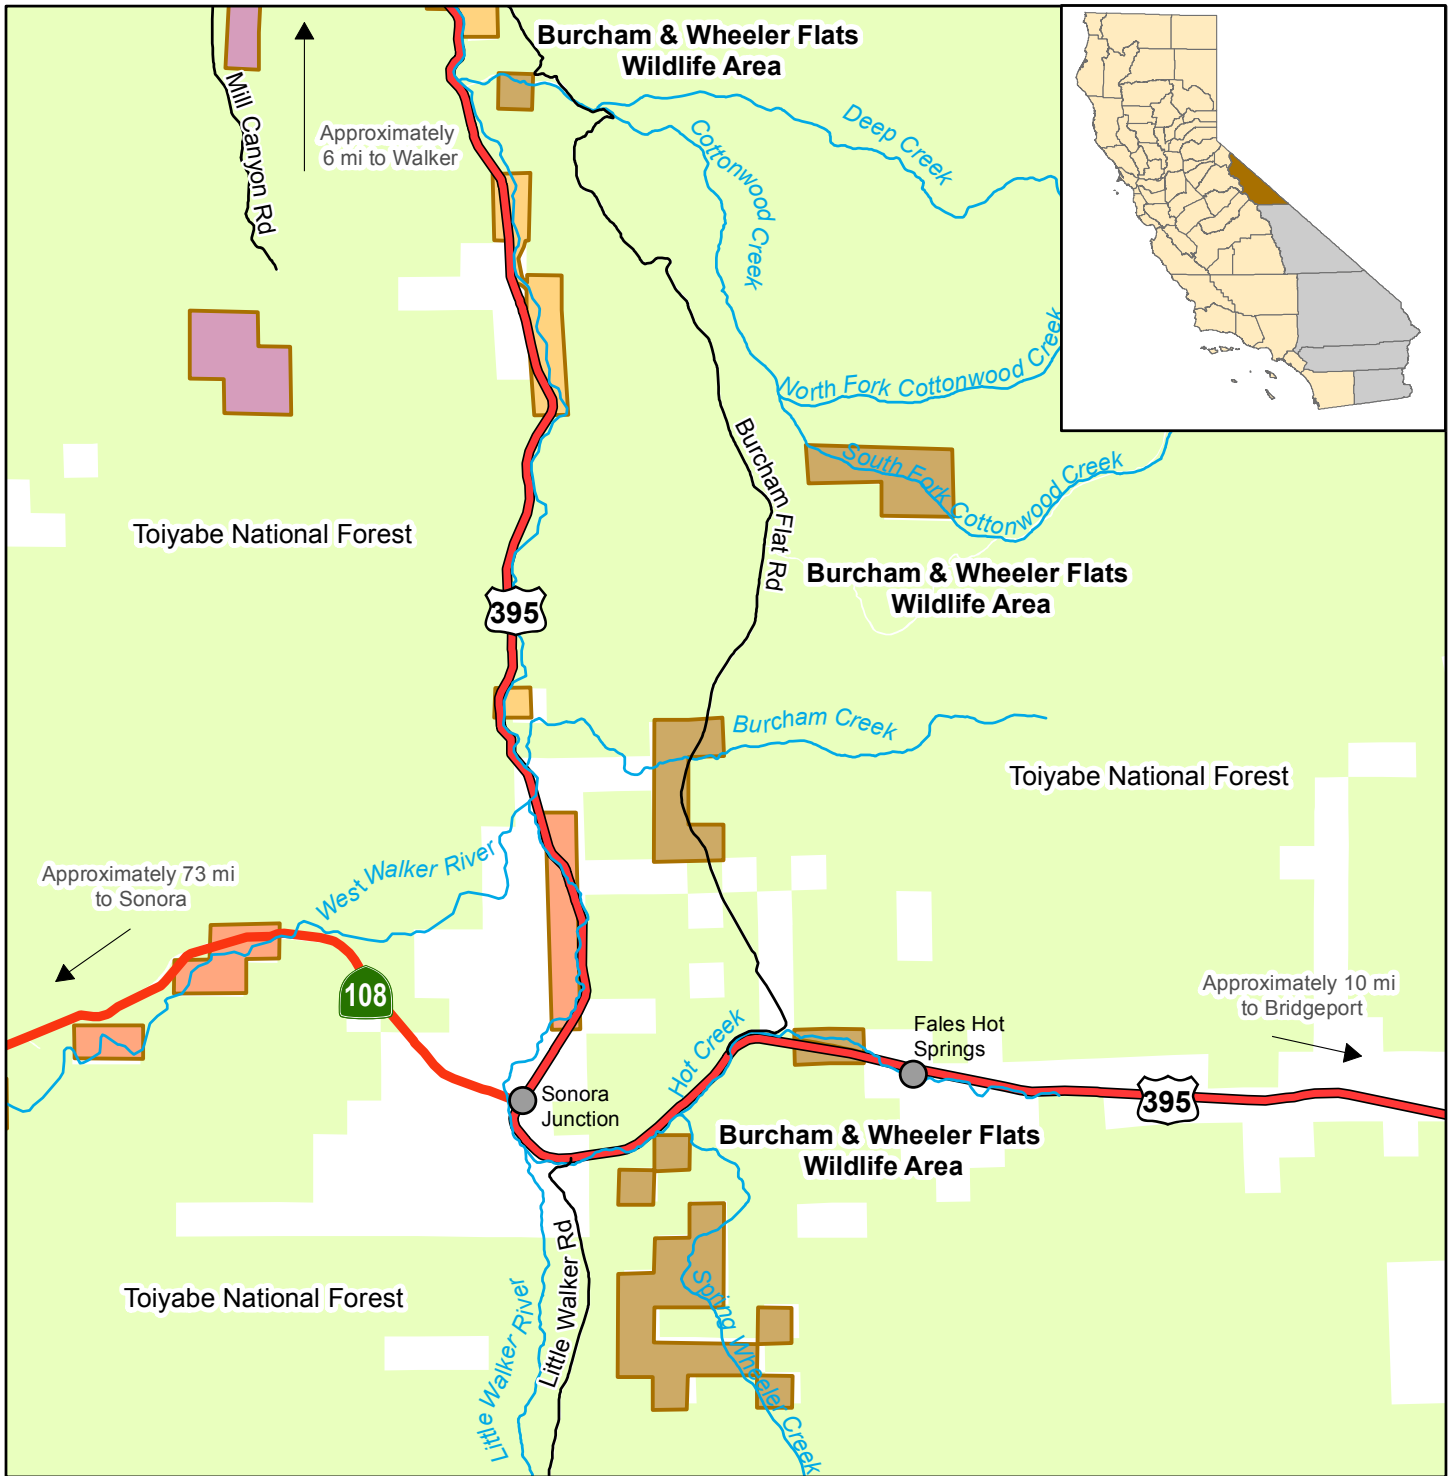 Burcham & Wheeler Flats
Wildlife Area
Mill Canyon Rd
Approximately
6 mi to Walker
Deep Creek
Cottonwood Creek
North Fork Cottonwood Creek
Burcham Flat Rd
South Fork Cottonwood Creek
Toiyabe National Forest
Burcham & Wheeler Flats
Wildlife Area
395
Burcham Creek
Toiyabe National Forest
West Walker River
Approximately 73 mi
to Sonora
108
Approximately 10 mi
to Bridgeport
Fales Hot
Springs
Hot Creek
Sonora
Junction
395
Burcham & Wheeler Flats
Wildlife Area
Toiyabe National Forest
Little Walker Rd
Little Walker River
Spring Wheeler Creek